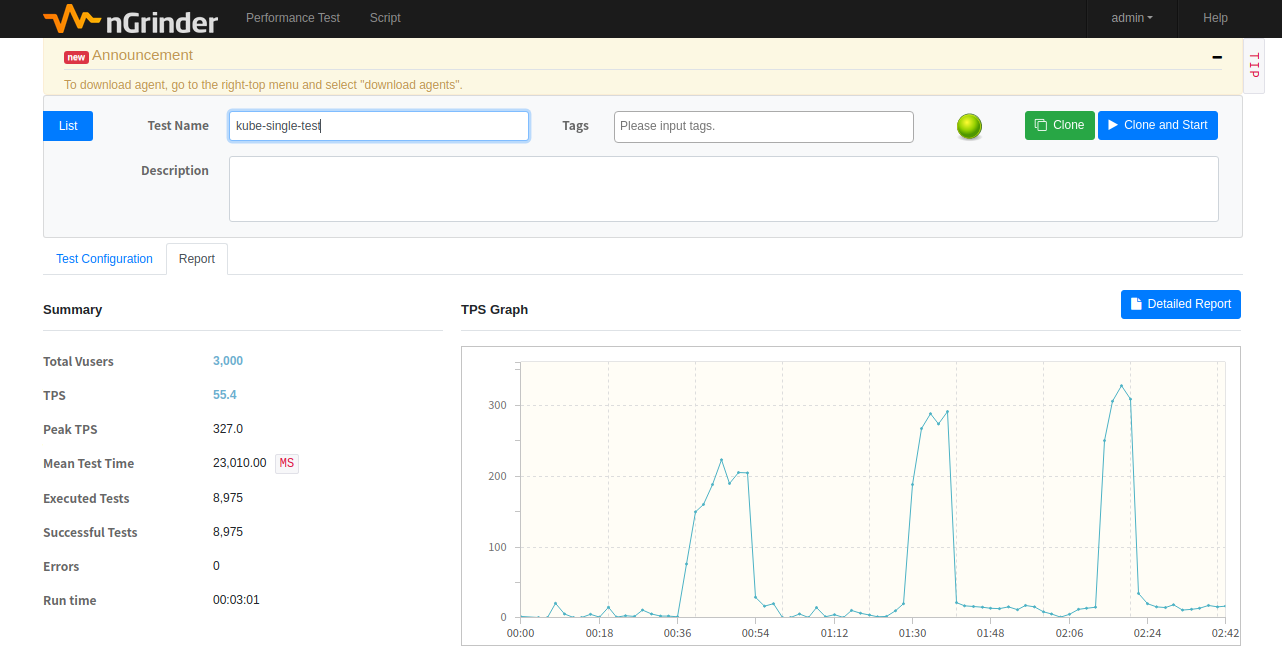 nGrinder Performance Test Script admin Help
new Announcement
To download agent, go to the right-top menu and select "download agents".
TIP
List Test Name kube-single-test Tags Please input tags. Clone Clone and Start
Description
Test Configuration Report
Summary
Total Vusers 3,000
TPS 55.4
Peak TPS 327.0
Mean Test Time 23,010.00 MS
Executed Tests 8,975
Successful Tests 8,975
Errors 0
Run time 00:03:01
TPS Graph Detailed Report
300
200
100
0
00:00 00:18 00:36 00:54 01:12 01:30 01:48 02:06 02:24 02:42